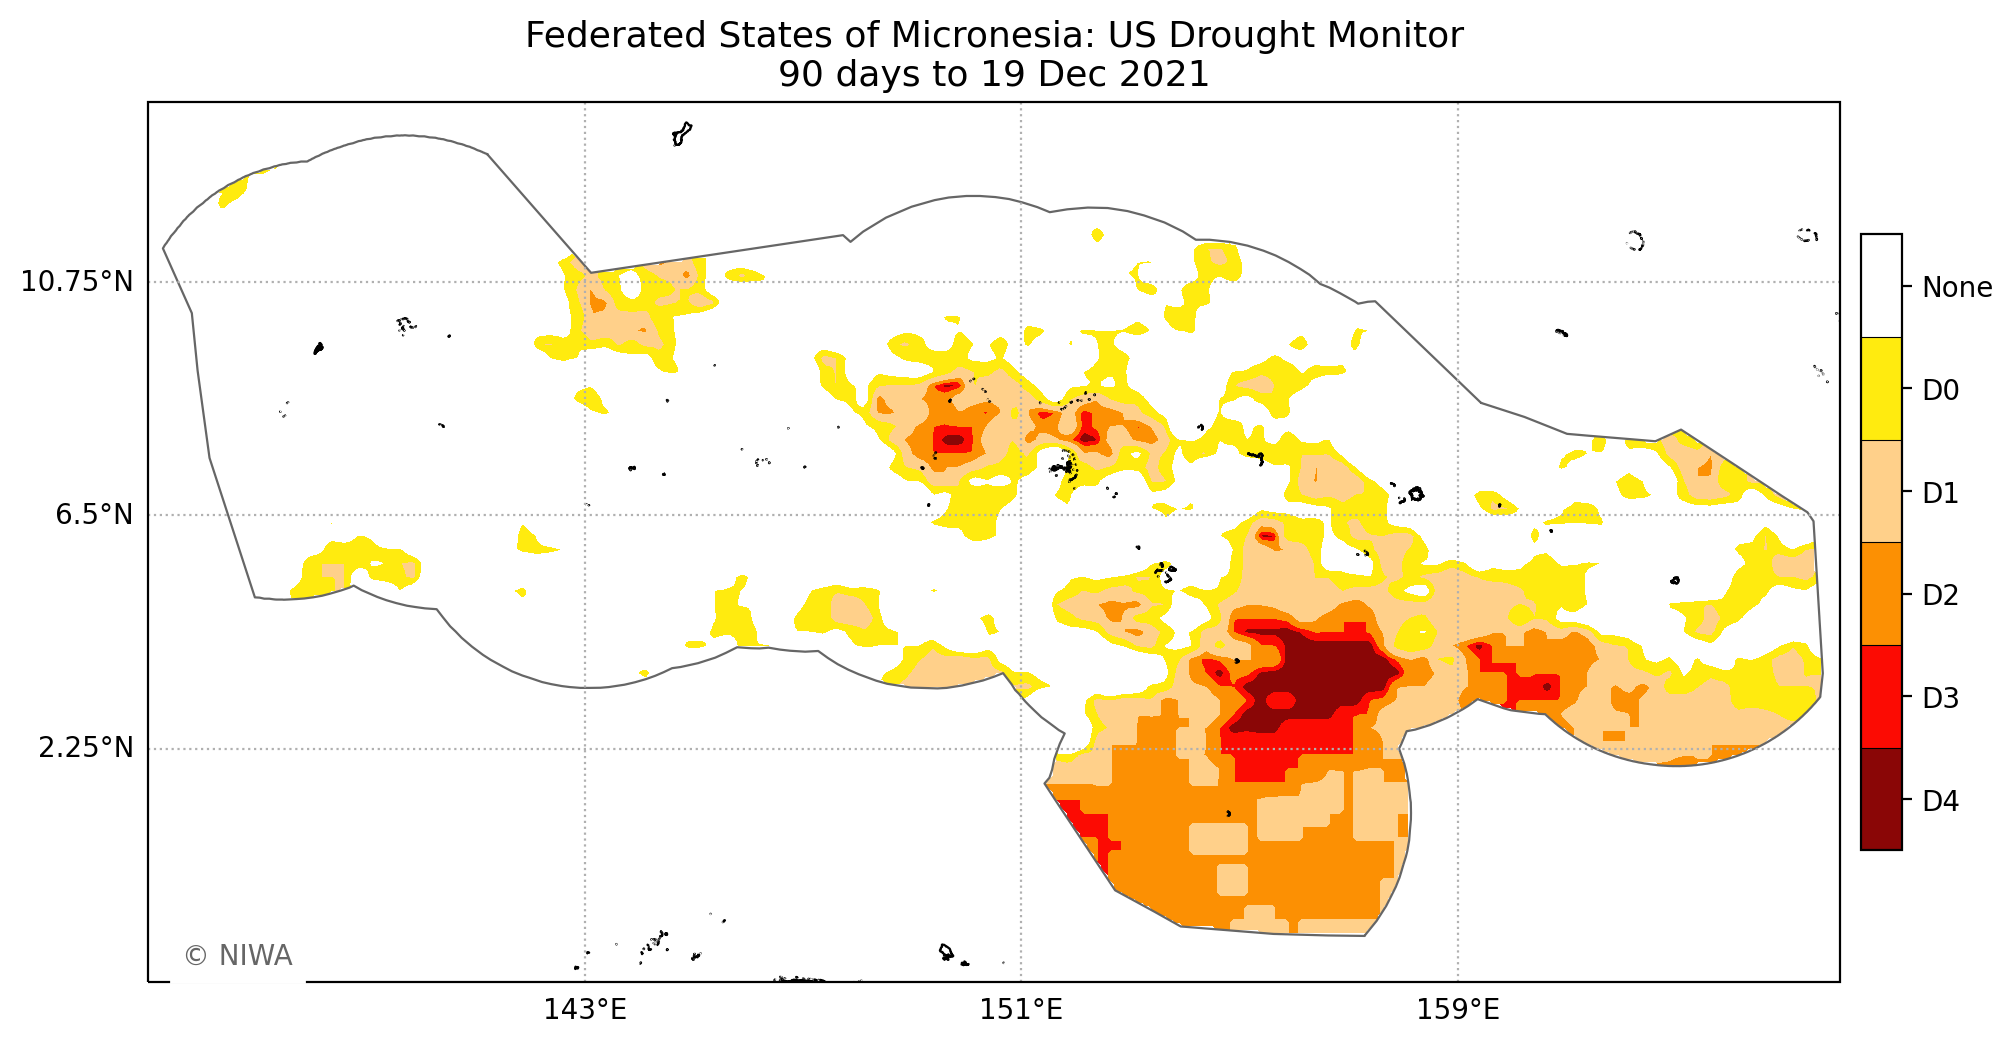 Federated States of Micronesia: US Drought Monitor
90 days to 19 Dec 2021
10.75°N
6.5°N
2.25°N
143°E
151°E
159°E
None
D0
D1
D2
D3
D4
© NIWA